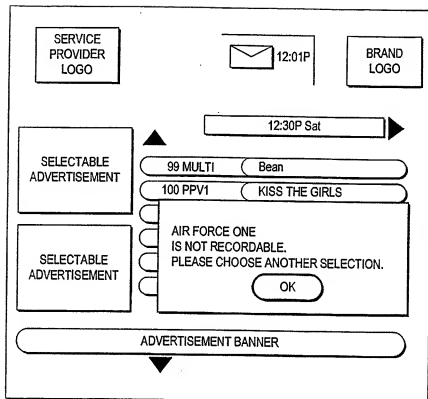 SERVICE
PROVIDER
LOGO
12:01P
BRAND
LOGO
12:30P Sat
SELECTABLE
ADVERTISEMENT
99 MULTI Bean
100 PPV1 KISS THE GIRLS
AIR FORCE ONE
IS NOT RECORDABLE.
PLEASE CHOOSE ANOTHER SELECTION.
OK
SELECTABLE
ADVERTISEMENT
ADVERTISEMENT BANNER